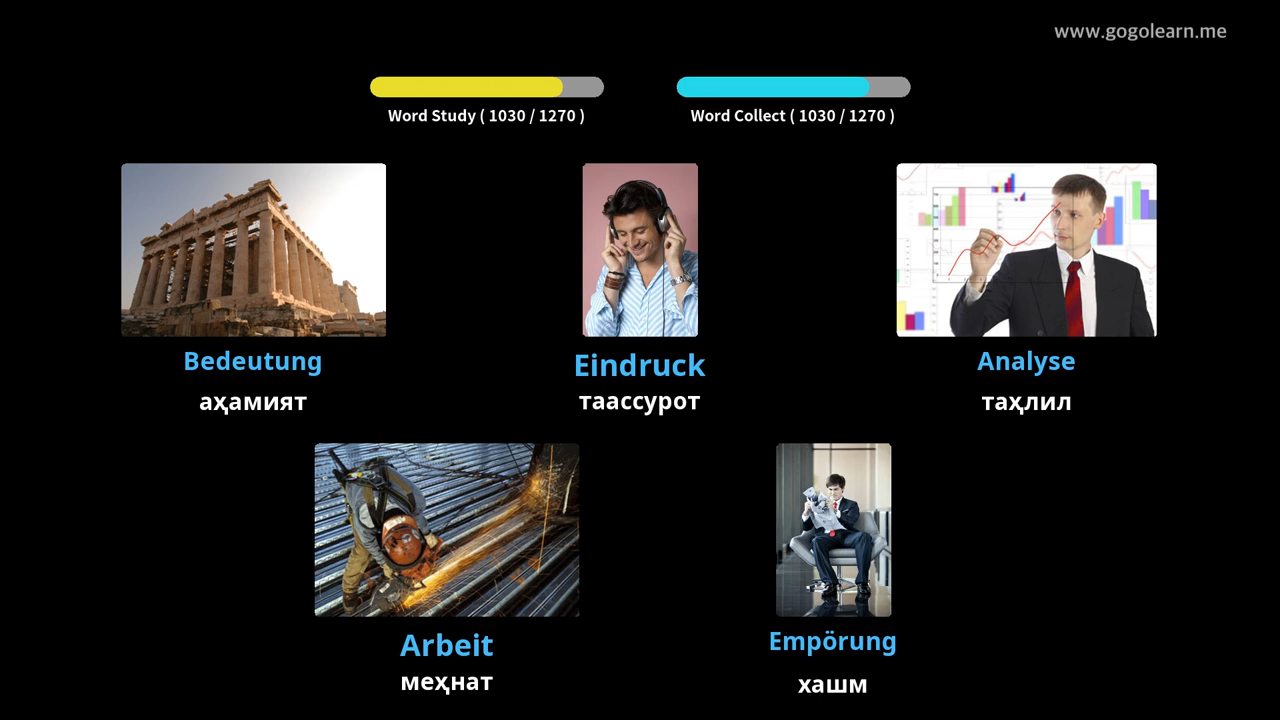 www.gogolearn.me
Word Study ( 1030 / 1270 )
Word Collect ( 1030 / 1270 )
Bedeutung
аҳамият
Eindruck
таассурот
Analyse
таҳлил
Arbeit
меҳнат
Empörung
хашм